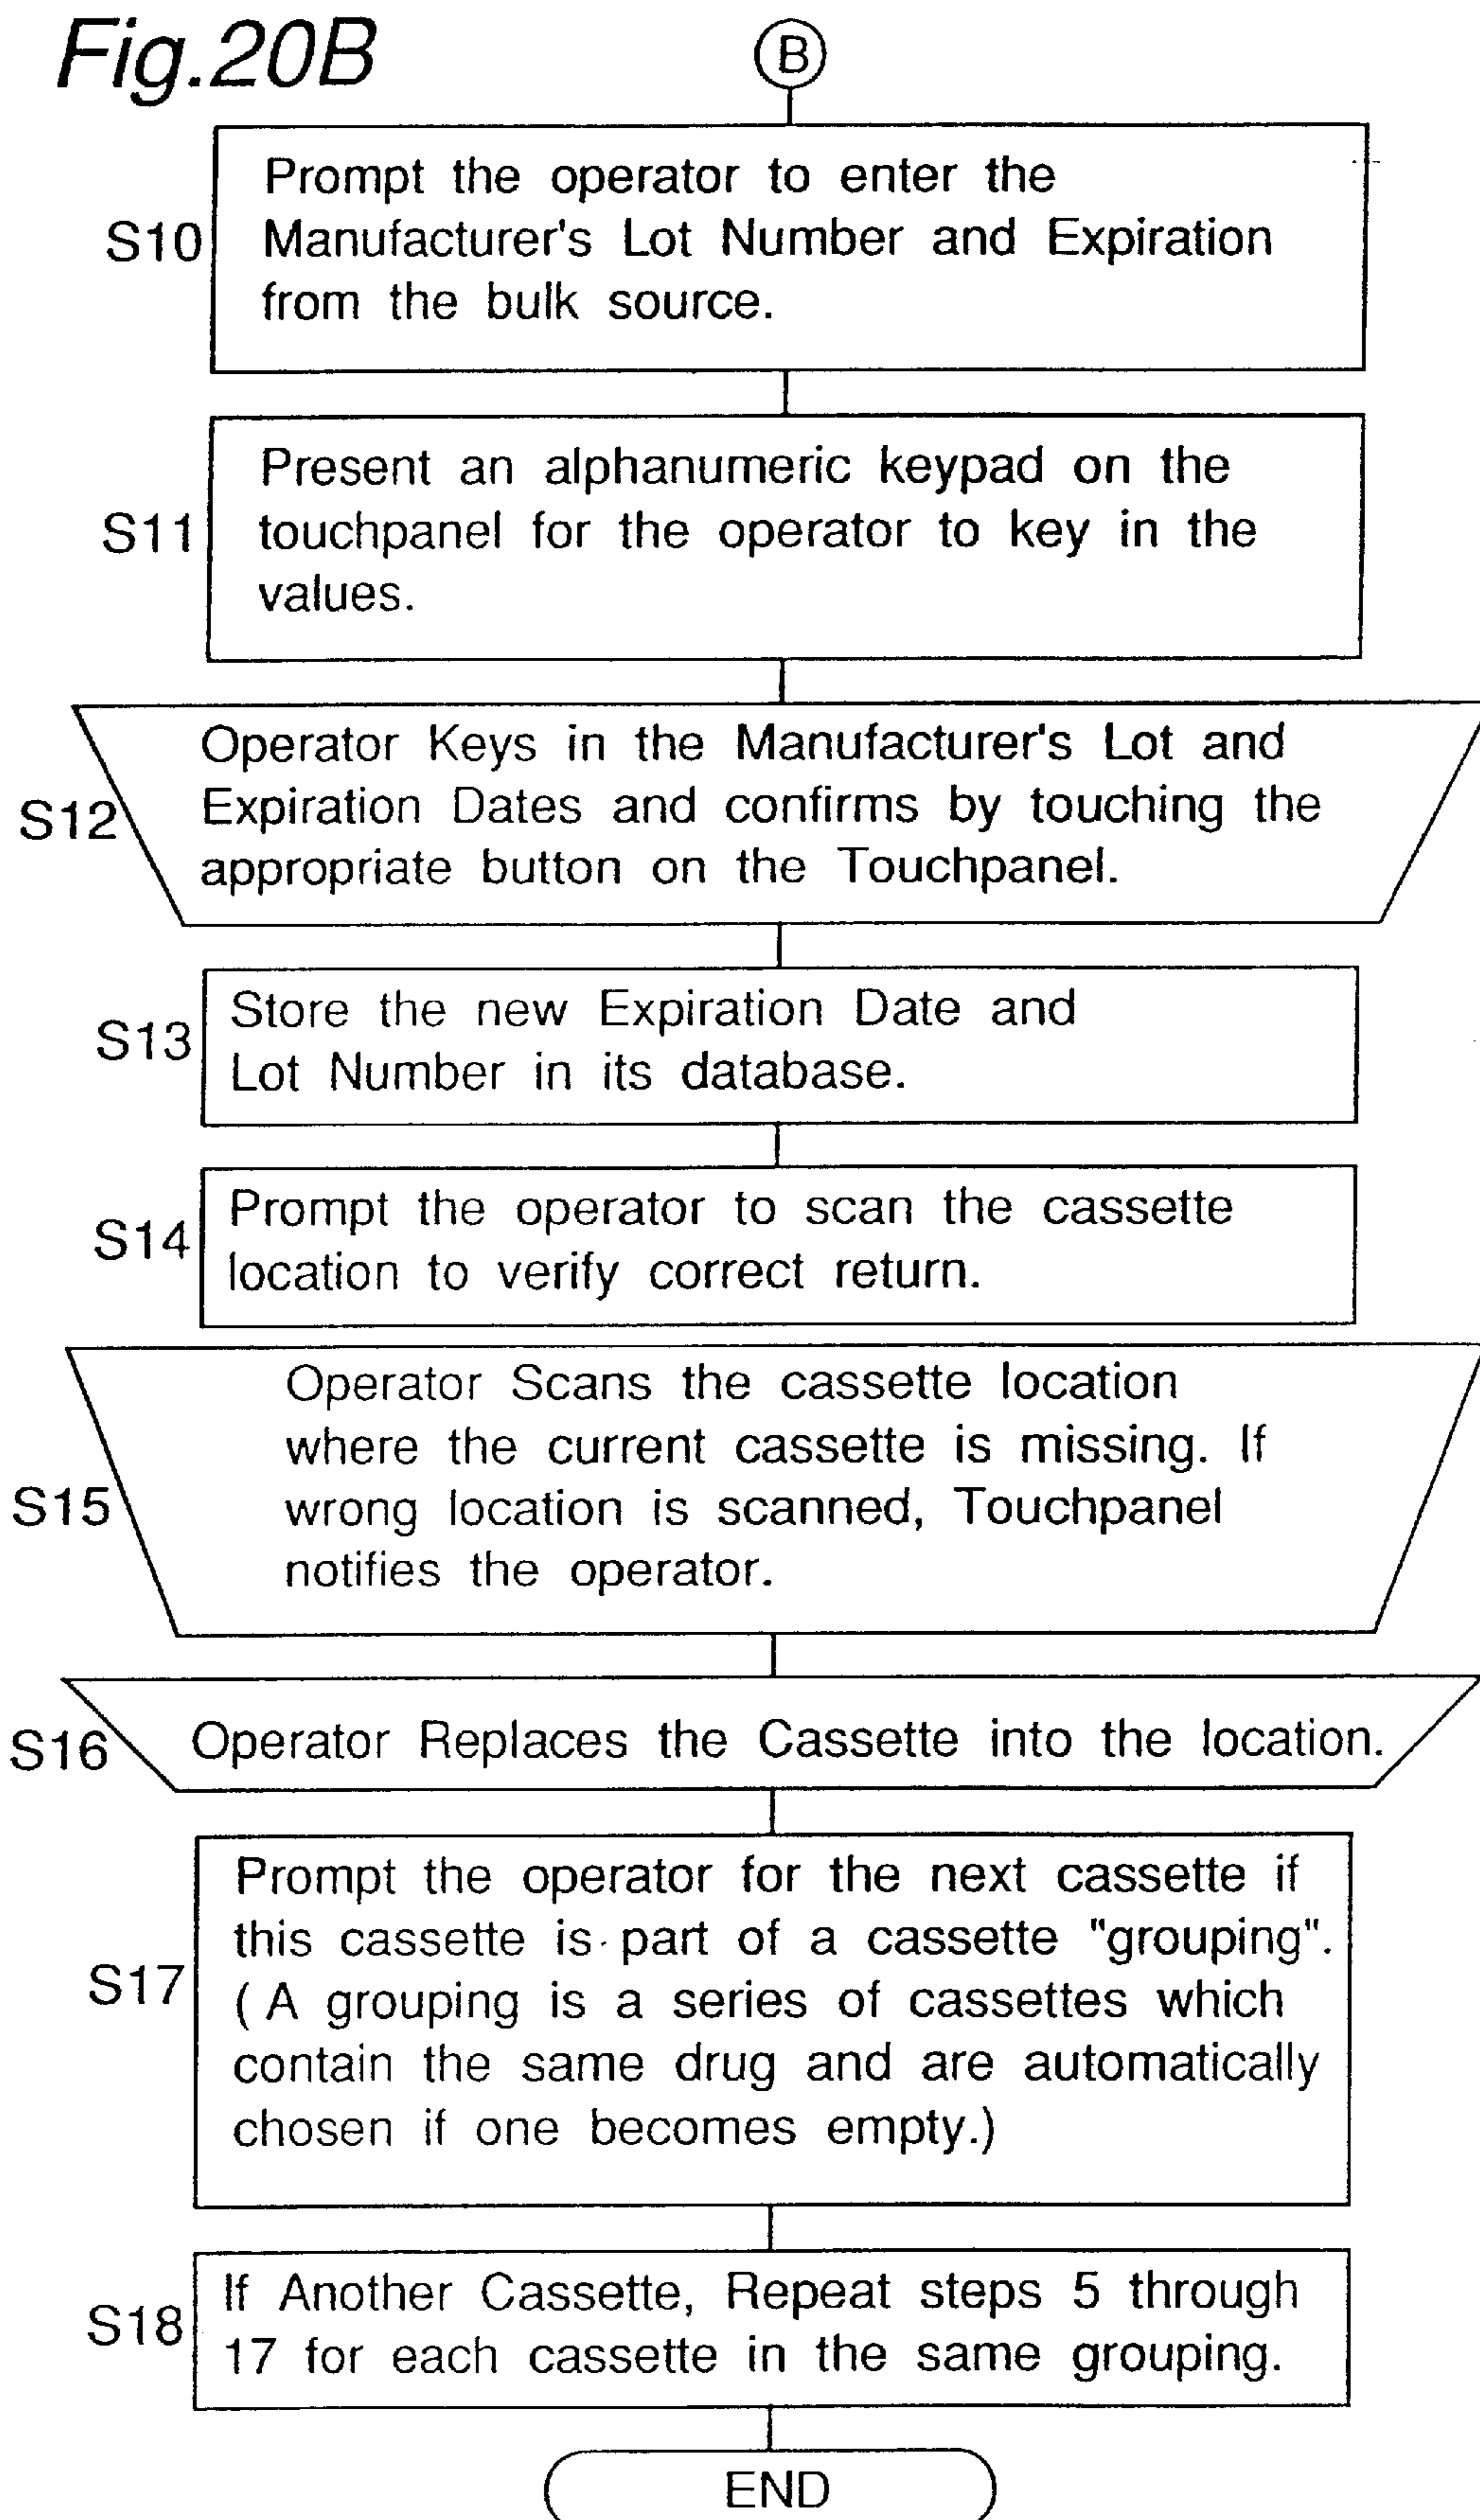 Fig.20B
B
S10
Prompt the operator to enter the
Manufacturer's Lot Number and Expiration
from the bulk source.
S11
Present an alphanumeric keypad on the
touchpanel for the operator to key in the
values.
S12
Operator Keys in the Manufacturer's Lot and
Expiration Dates and confirms by touching the
appropriate button on the Touchpanel.
S13
Store the new Expiration Date and
Lot Number in its database.
S14
Prompt the operator to scan the cassette
location to verify correct return.
S15
Operator Scans the cassette location
where the current cassette is missing. If
wrong location is scanned, Touchpanel
notifies the operator.
S16
Operator Replaces the Cassette into the location.
S17
Prompt the operator for the next cassette if
this cassette is part of a cassette "grouping".
( A grouping is a series of cassettes which
contain the same drug and are automatically
chosen if one becomes empty.)
S18
If Another Cassette, Repeat steps 5 through
17 for each cassette in the same grouping.
END